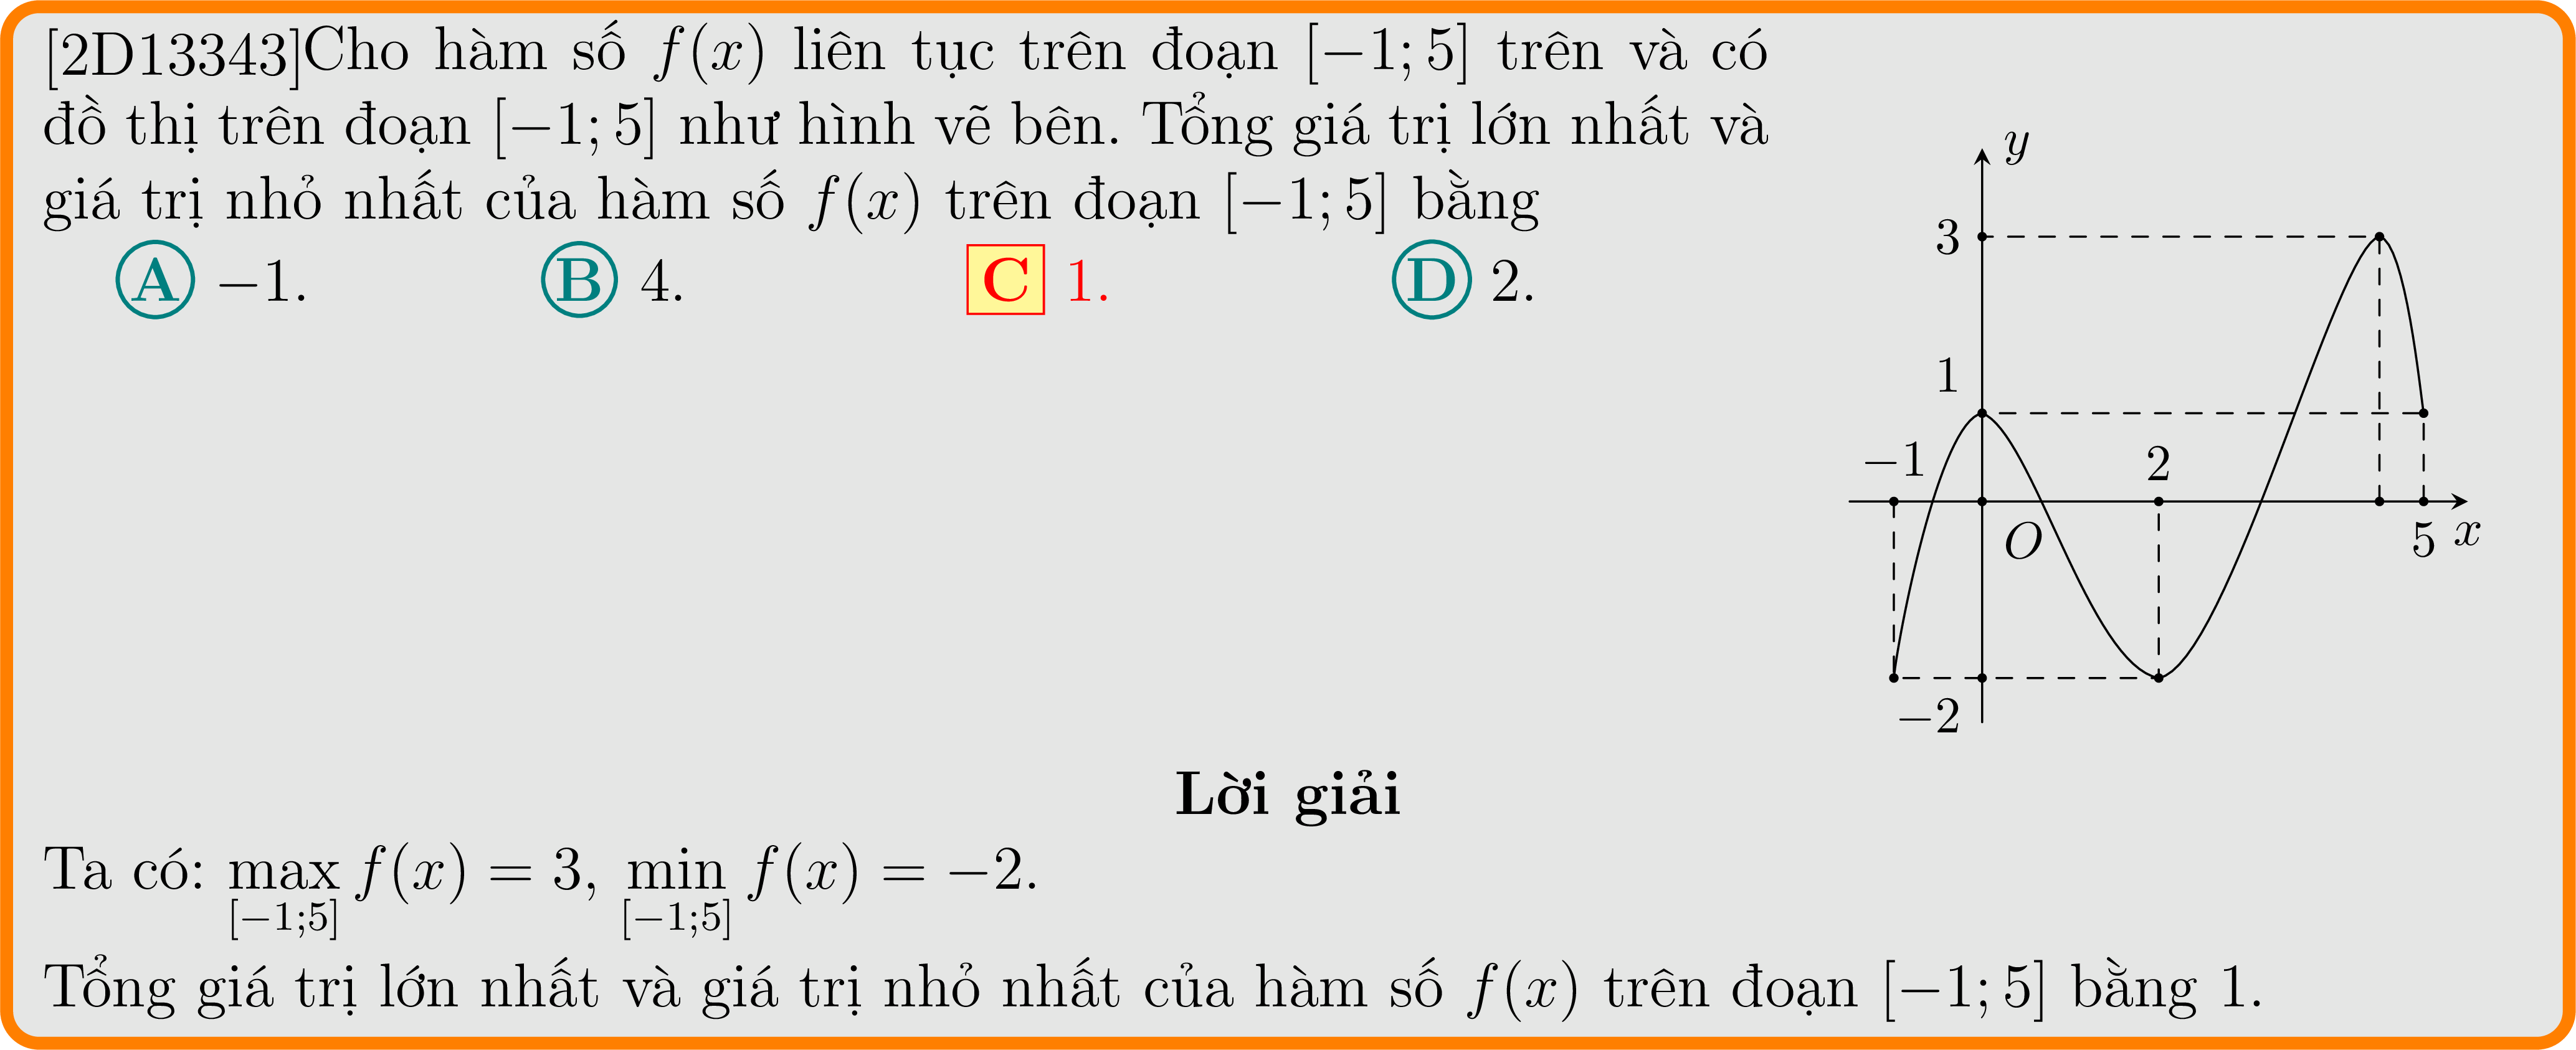 [2D13343]Cho hàm số f(x) liên tục trên đoạn [−1; 5] trên và có
đồ thị trên đoạn [−1; 5] như hình vẽ bên. Tổng giá trị lớn nhất và
giá trị nhỏ nhất của hàm số f(x) trên đoạn [−1; 5] bằng
A −1. B 4. C 1. D 2.
y
3
1
−1
2
O
5
x
−2
Lời giải
Ta có: max f(x) = 3, min f(x) = −2.
[−1;5] [−1;5]
Tổng giá trị lớn nhất và giá trị nhỏ nhất của hàm số f(x) trên đoạn [−1; 5] bằng 1.